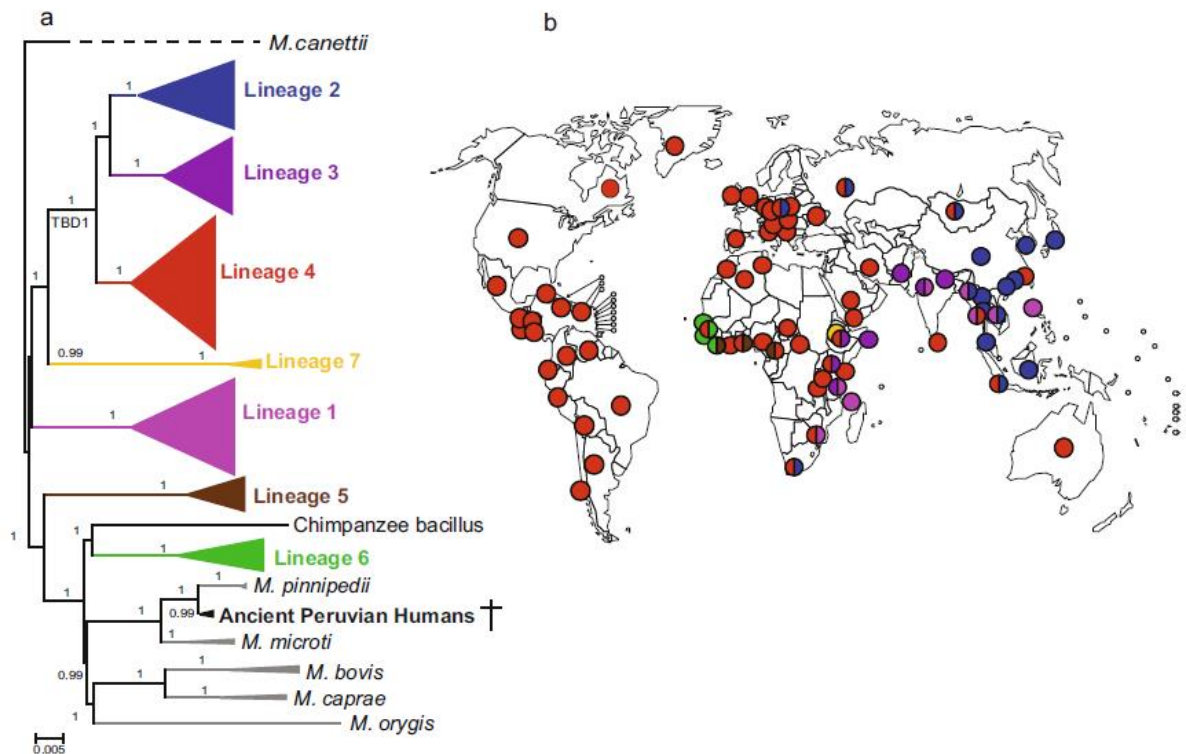 a
b
M.canettii
1
Lineage 2
1
1
Lineage 3
1
TBD1
1
Lineage 4
1
0.99
1
Lineage 7
1
Lineage 1
1
Lineage 5
Chimpanzee bacillus
1
1
1
Lineage 6
1
1
M. pinnipedii
1
0.99
Ancient Peruvian Humans †
1
M. microti
0.99
1
M. bovis
1
1
M. caprae
1
M. orygis
0.005